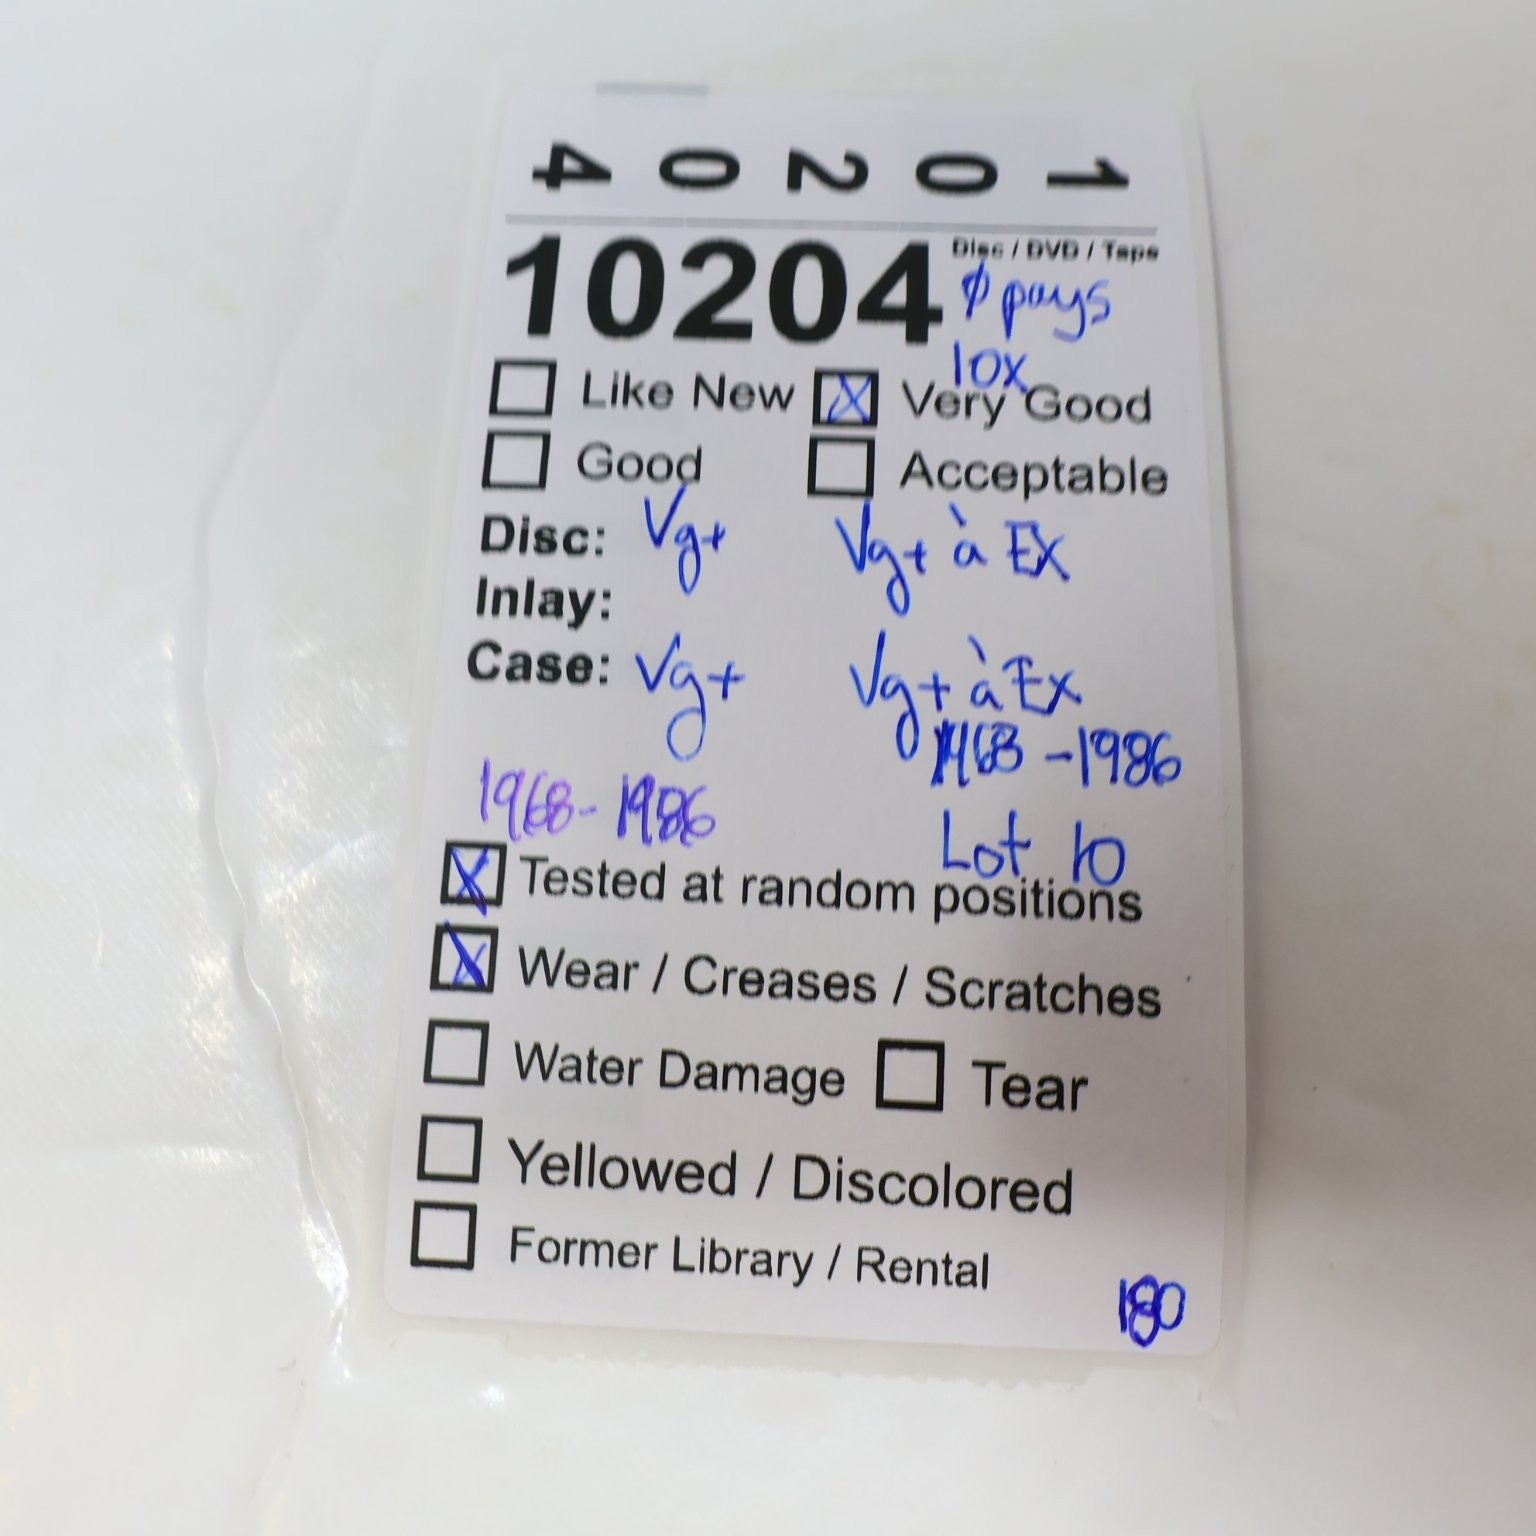 10204
10204 Disc / DVD / Tape
ø pays
10x
Like New Very Good
Good Acceptable
Disc: Vg+ Vg+ à EX
Inlay:
Case: Vg+ Vg+ à Ex
1968 - 1986
1968 - 1986
Lot 10
Tested at random positions
Wear / Creases / Scratches
Water Damage Tear
Yellowed / Discolored
Former Library / Rental
180